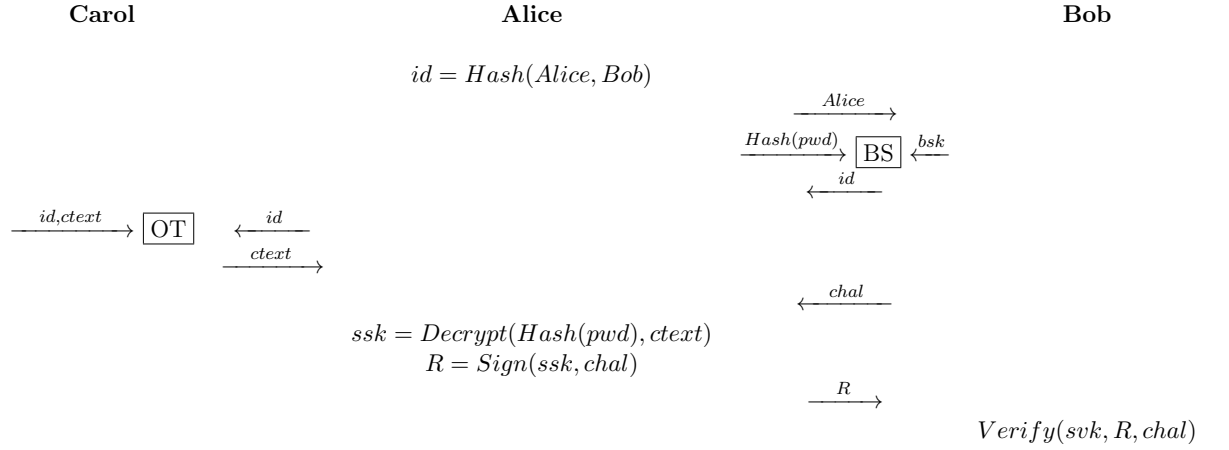 Carol Alice Bob
id = Hash(Alice, Bob)
Alice
Hash(pwd) BS bsk
id
id,ctext OT id
ctext
chal
ssk = Decrypt(Hash(pwd), ctext)
R = Sign(ssk, chal)
R
Verify(svk, R, chal)